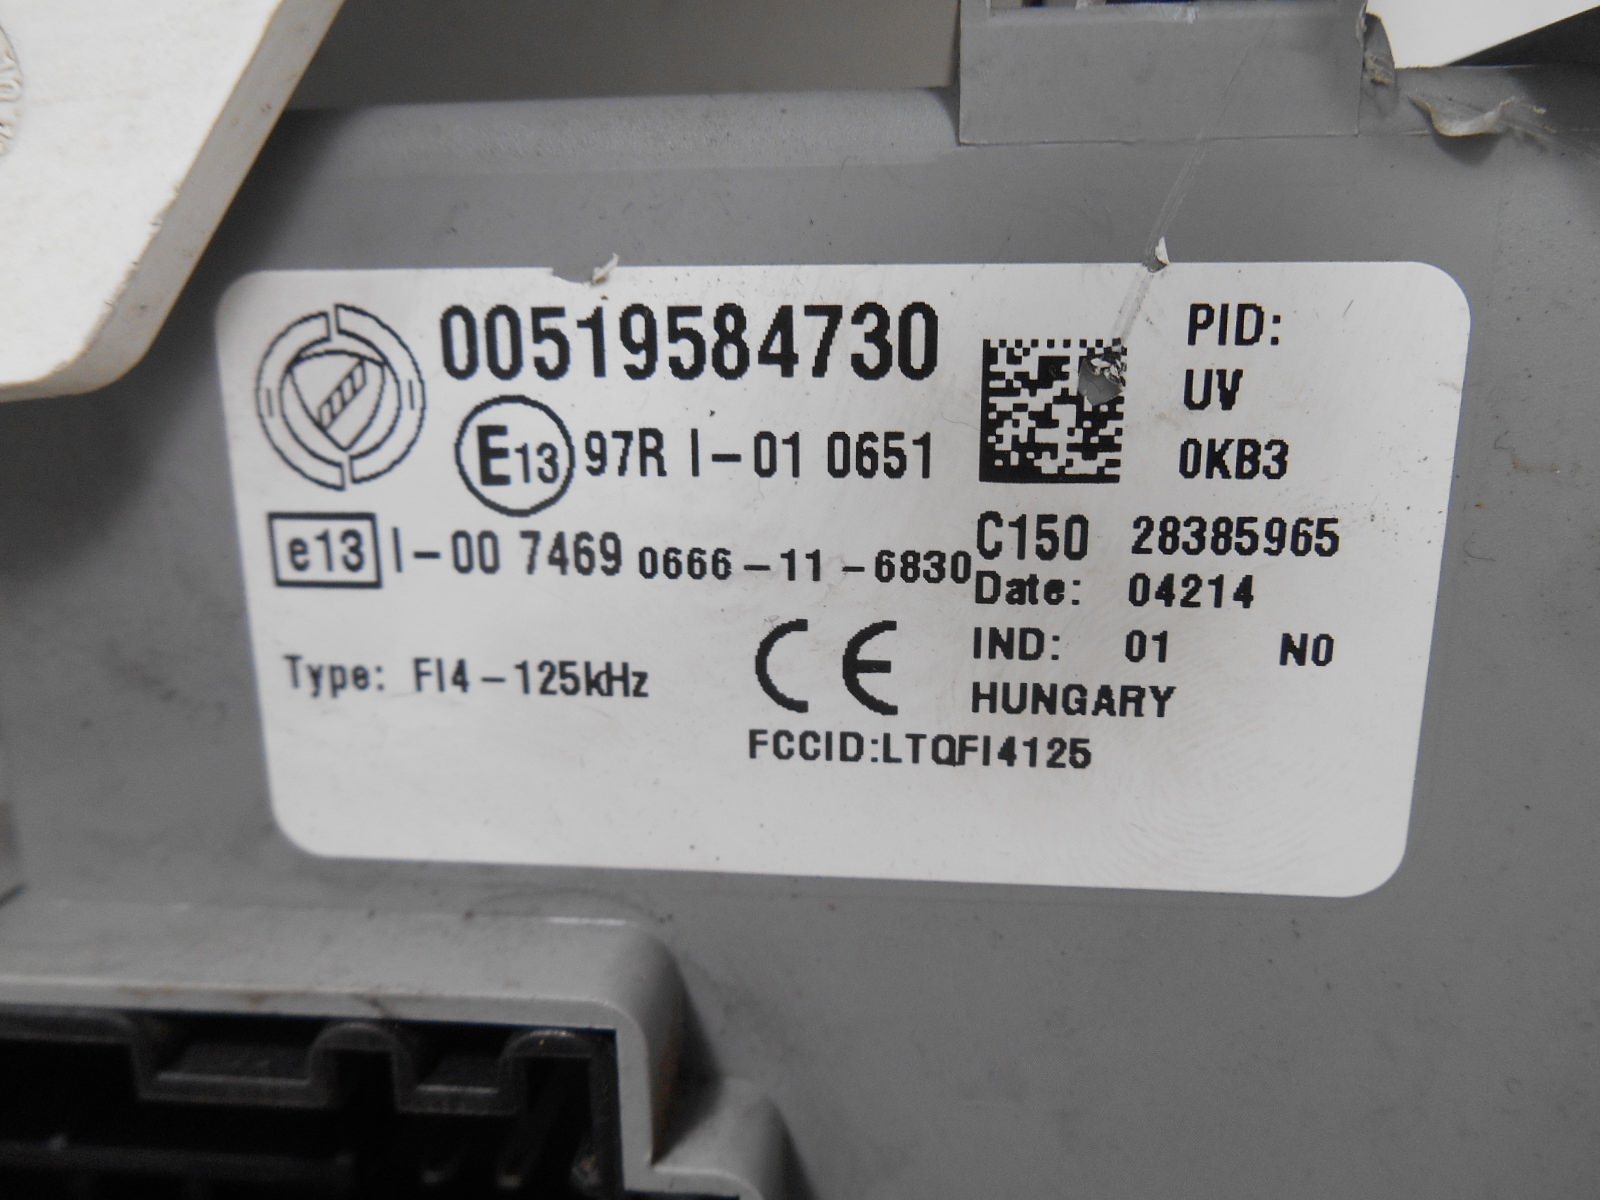 00519584730
E13 97R I-01 0651
e13 I-00 7469 0666-11-6830
Type: FI4-125kHz
CE
FCCID:LTQFI4125
PID:
UV
0KB3
C150 28385965
Date: 04214
IND: 01 N0
HUNGARY